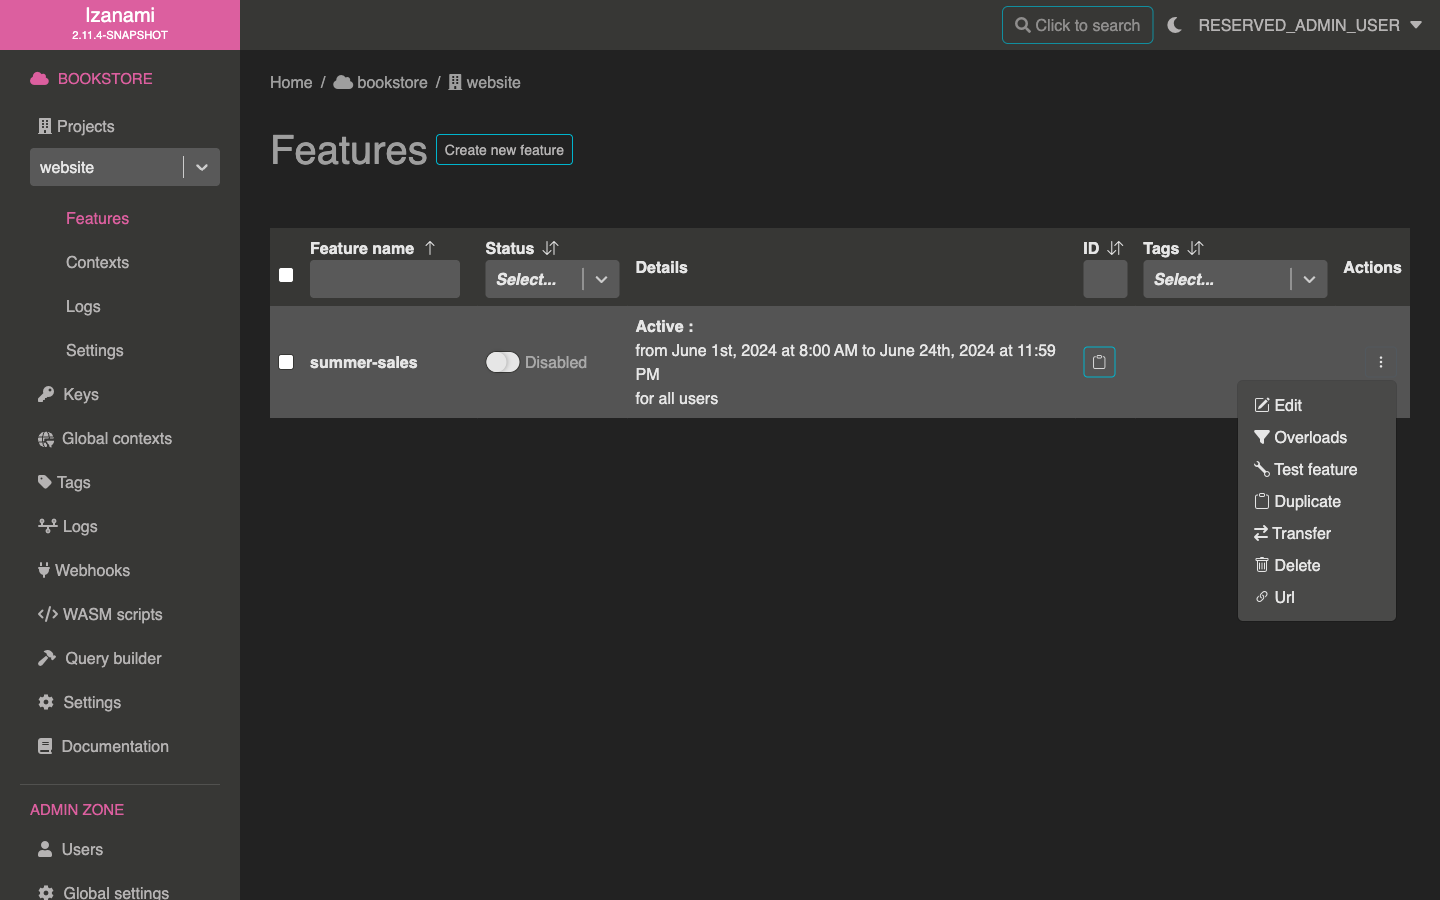 Izanami
2.11.4-SNAPSHOT
Click to search
RESERVED_ADMIN_USER
BOOKSTORE
Projects
website
Features
Contexts
Logs
Settings
Keys
Global contexts
Tags
Logs
Webhooks
WASM scripts
Query builder
Settings
Documentation
ADMIN ZONE
Users
Global settings
Home / bookstore / website
Features
Create new feature
Feature name
Status
Select...
Details
ID
Tags
Select...
Actions
summer-sales
Disabled
Active :
from June 1st, 2024 at 8:00 AM to June 24th, 2024 at 11:59
PM
for all users
Edit
Overloads
Test feature
Duplicate
Transfer
Delete
Url